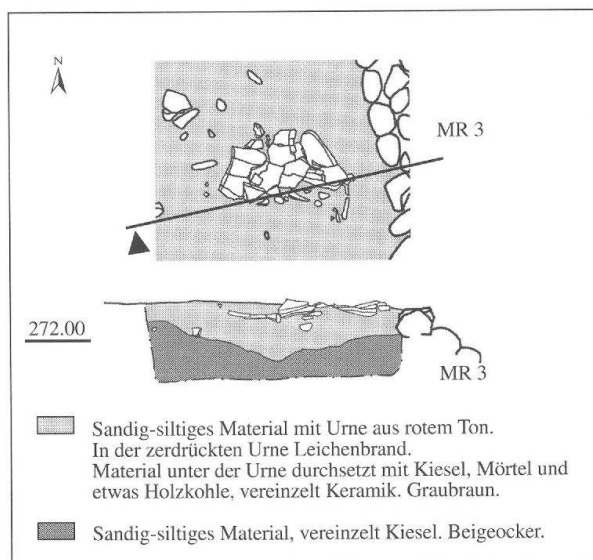 N
MR 3
272.00
MR 3
Sandig-siltiges Material mit Urne aus rotem Ton.
In der zerdrückten Urne Leichenbrand.
Material unter der Urne durchsetzt mit Kiesel, Mörtel und
etwas Holzkohle, vereinzelt Keramik. Graubraun.
Sandig-siltiges Material, vereinzelt Kiesel. Beigeocker.